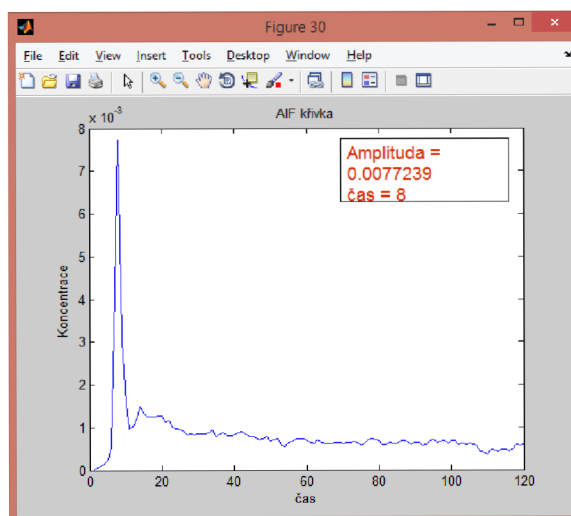 Figure 30
File Edit View Insert Tools Desktop Window Help
x 10⁻³
AIF křivka
Amplituda =
0.0077239
čas = 8
8
7
6
5
4
3
2
1
0
Koncentrace
0 20 40 60 80 100 120
čas